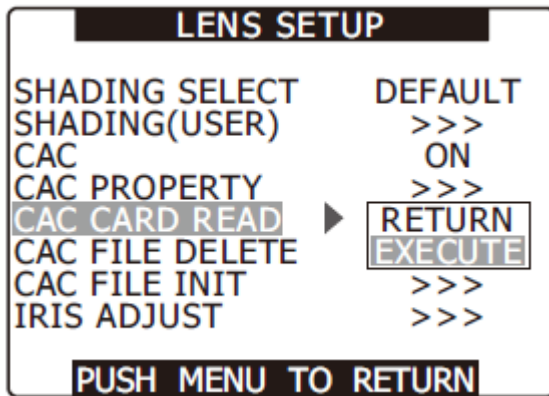 LENS SETUP
SHADING SELECT DEFAULT
SHADING(USER) >>>
CAC ON
CAC PROPERTY >>>
CAC CARD READ ▶ RETURN
CAC FILE DELETE EXECUTE
CAC FILE INIT >>>
IRIS ADJUST >>>
PUSH MENU TO RETURN